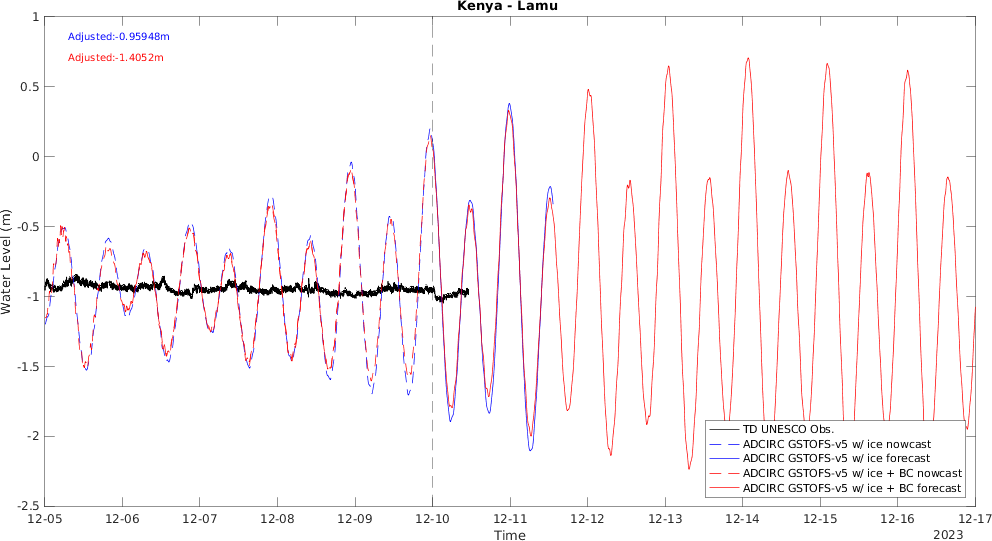 Kenya - Lamu
Adjusted:-0.95948m
Adjusted:-1.4052m
1
0.5
0
-0.5
-1
-1.5
-2
-2.5
Water Level (m)
TD UNESCO Obs.
ADCIRC GSTOFS-v5 w/ ice nowcast
ADCIRC GSTOFS-v5 w/ ice forecast
ADCIRC GSTOFS-v5 w/ ice + BC nowcast
ADCIRC GSTOFS-v5 w/ ice + BC forecast
12-05 12-06 12-07 12-08 12-09 12-10 12-11 12-12 12-13 12-14 12-15 12-16 12-17
Time
2023